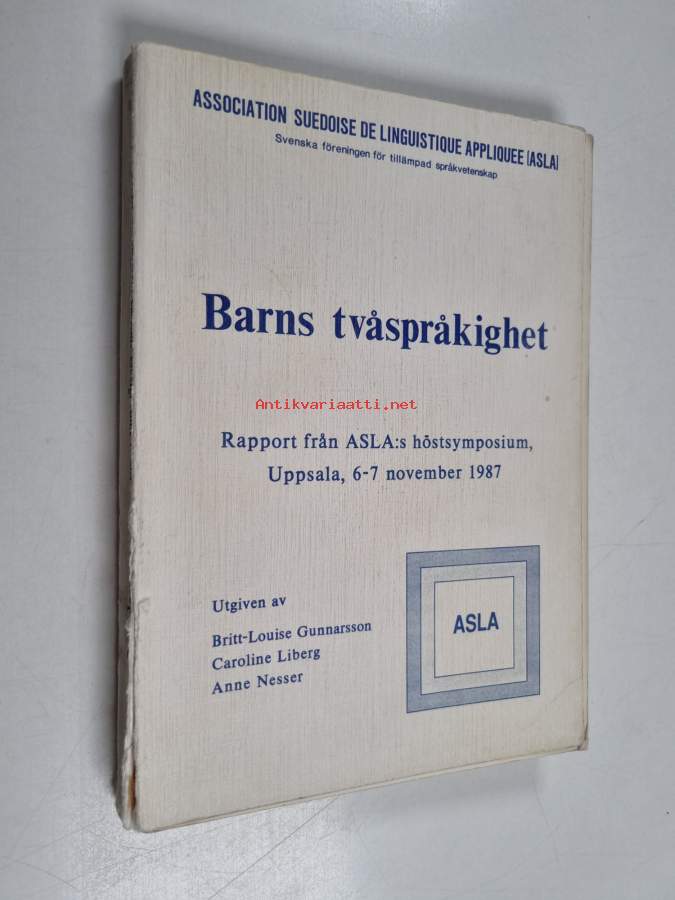 ASSOCIATION SUEDOISE DE LINGUISTIQUE APPLIQUEE (ASLA)
Svenska föreningen för tillämpad språkvetenskap
Barns tvåspråkighet
Antikvariaatti.net
Rapport från ASLA:s höstsymposium,
Uppsala, 6-7 november 1987
Utgiven av
Britt-Louise Gunnarsson
Caroline Liberg
Anne Nesser
ASLA